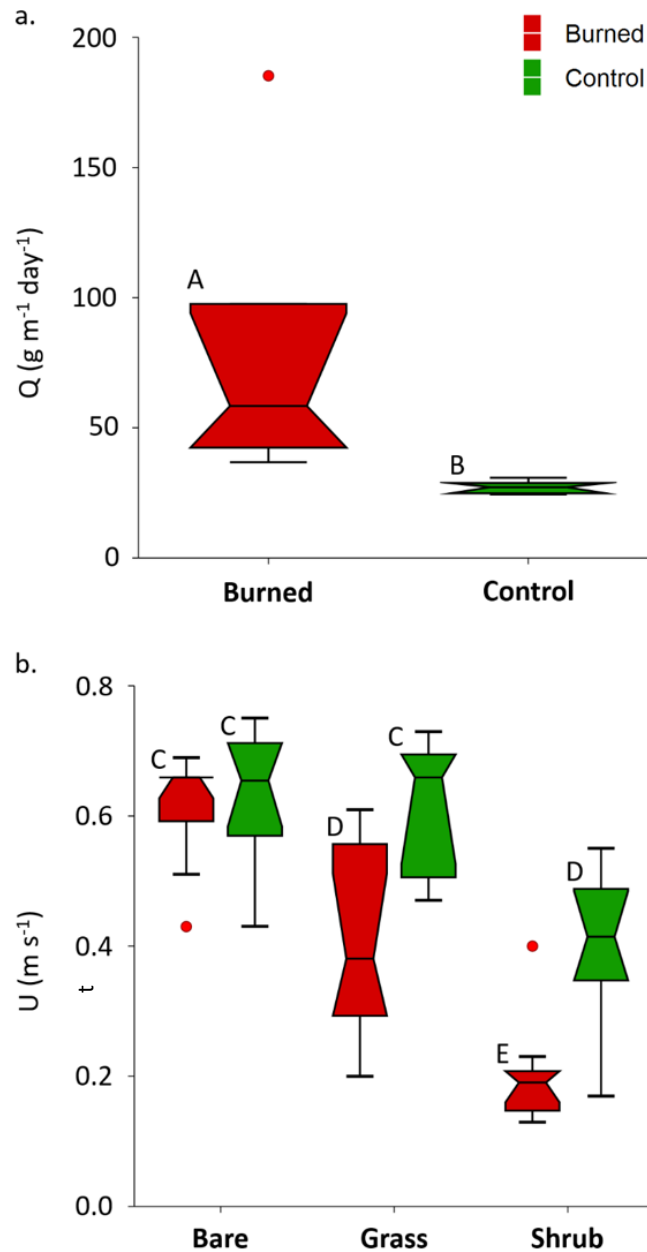 a.
200
150
100
50
0
Q (g m⁻¹ day⁻¹)
Burned
Control
A
B
Burned Control
b.
0.8
0.6
0.4
0.2
0.0
U (m s⁻¹)
t
C
C
D
C
E
D
Bare Grass Shrub